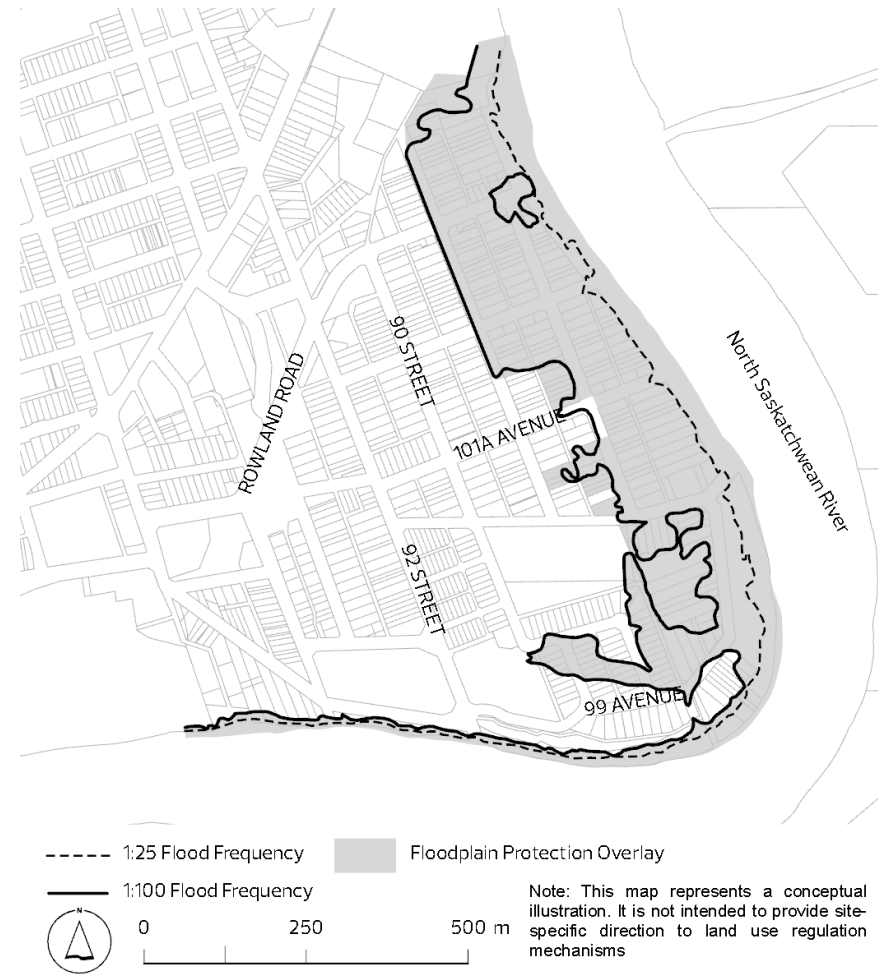 90 STREET
North Saskatchwean River
ROWLAND ROAD
101A AVENUE
92 STREET
99 AVENUE
1:25 Flood Frequency
Floodplain Protection Overlay
1:100 Flood Frequency
N
0 250 500 m
Note: This map represents a conceptual
illustration. It is not intended to provide site-
specific direction to land use regulation
mechanisms